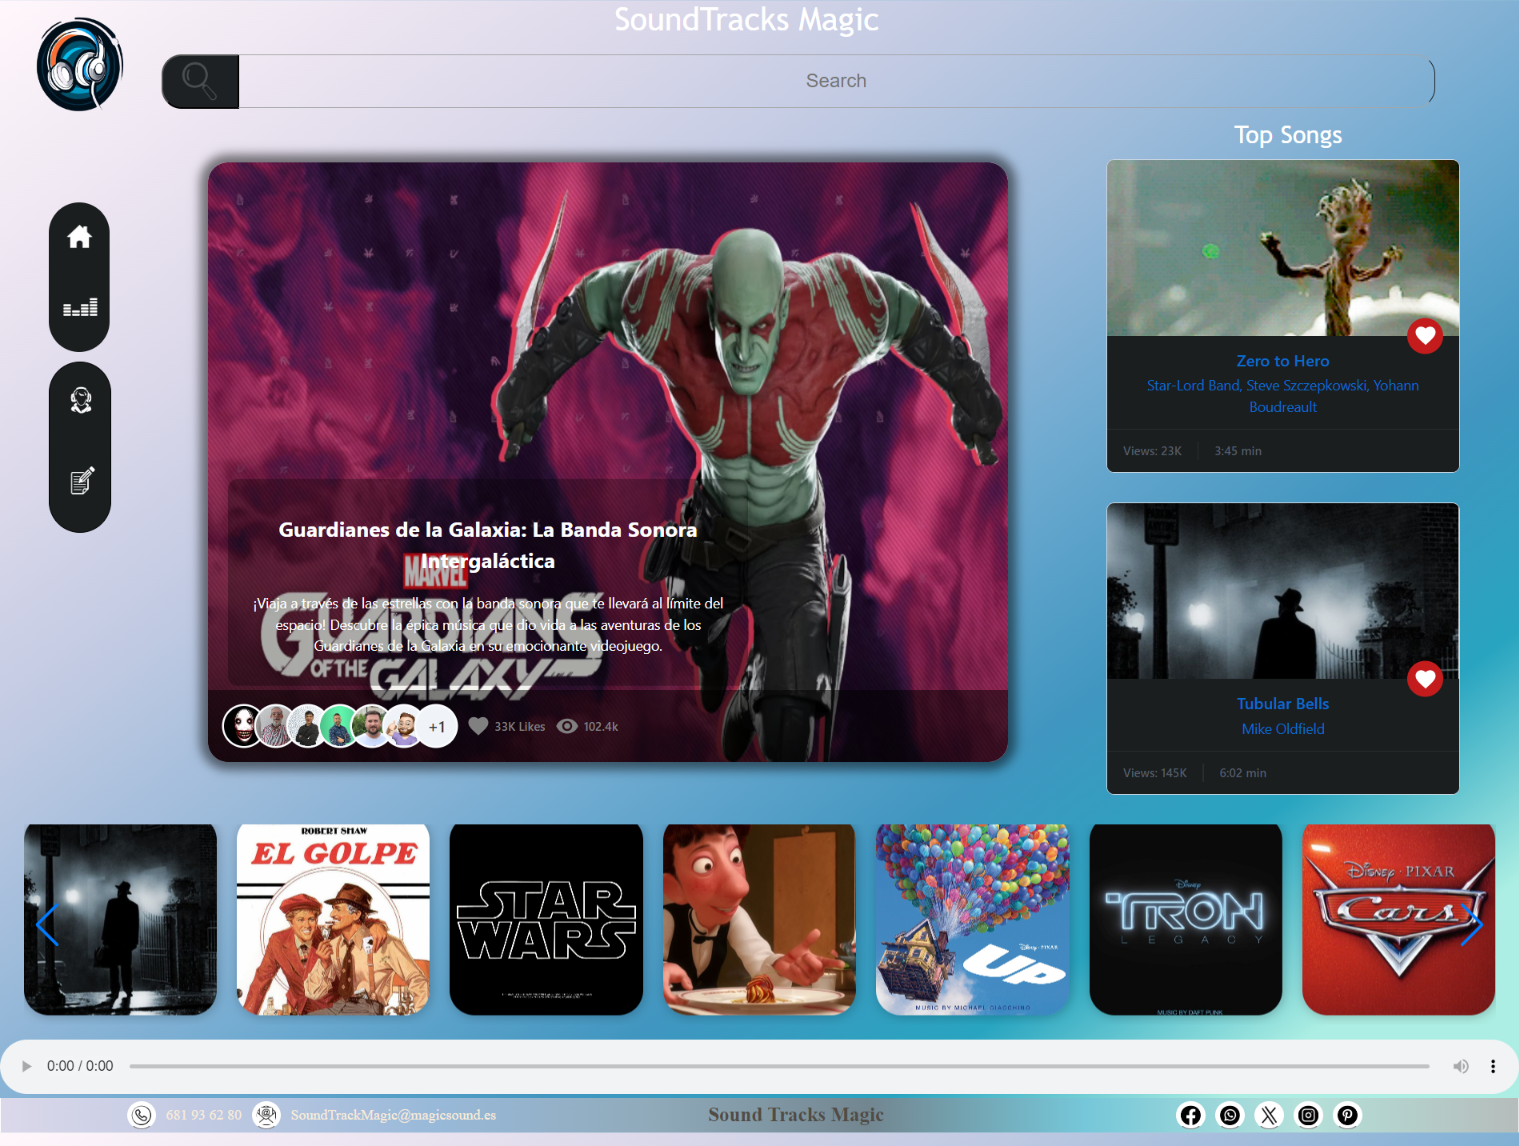 SoundTracks Magic
Search
Top Songs
Zero to Hero
Star-Lord Band, Steve Szczepkowski, Yohann
Boudreault
Views: 23K
3:45 min
Guardianes de la Galaxia: La Banda Sonora
Intergaláctica
MARVEL
¡Viaja a través de las estrellas con la banda sonora que te llevará al límite del
espacio! Descubre la épica música que dio vida a las aventuras de los
Guardianes de la Galaxia en su emocionante videojuego.
GUARDIANS
OF THE
GALAXY
+1
33K Likes
102.4k
Tubular Bells
Mike Oldfield
Views: 145K
6:02 min
ROBERT SHAW
EL GOLPE
STAR
WARS
Disney·PIXAR
UP
MUSIC BY MICHAEL GIACCHINO
Disney
TRON
LEGACY
MUSIC BY DAFT PUNK
Disney·PIXAR
Cars
0:00 / 0:00
681 93 62 80
SoundTrackMagic@magicsound.es
Sound Tracks Magic